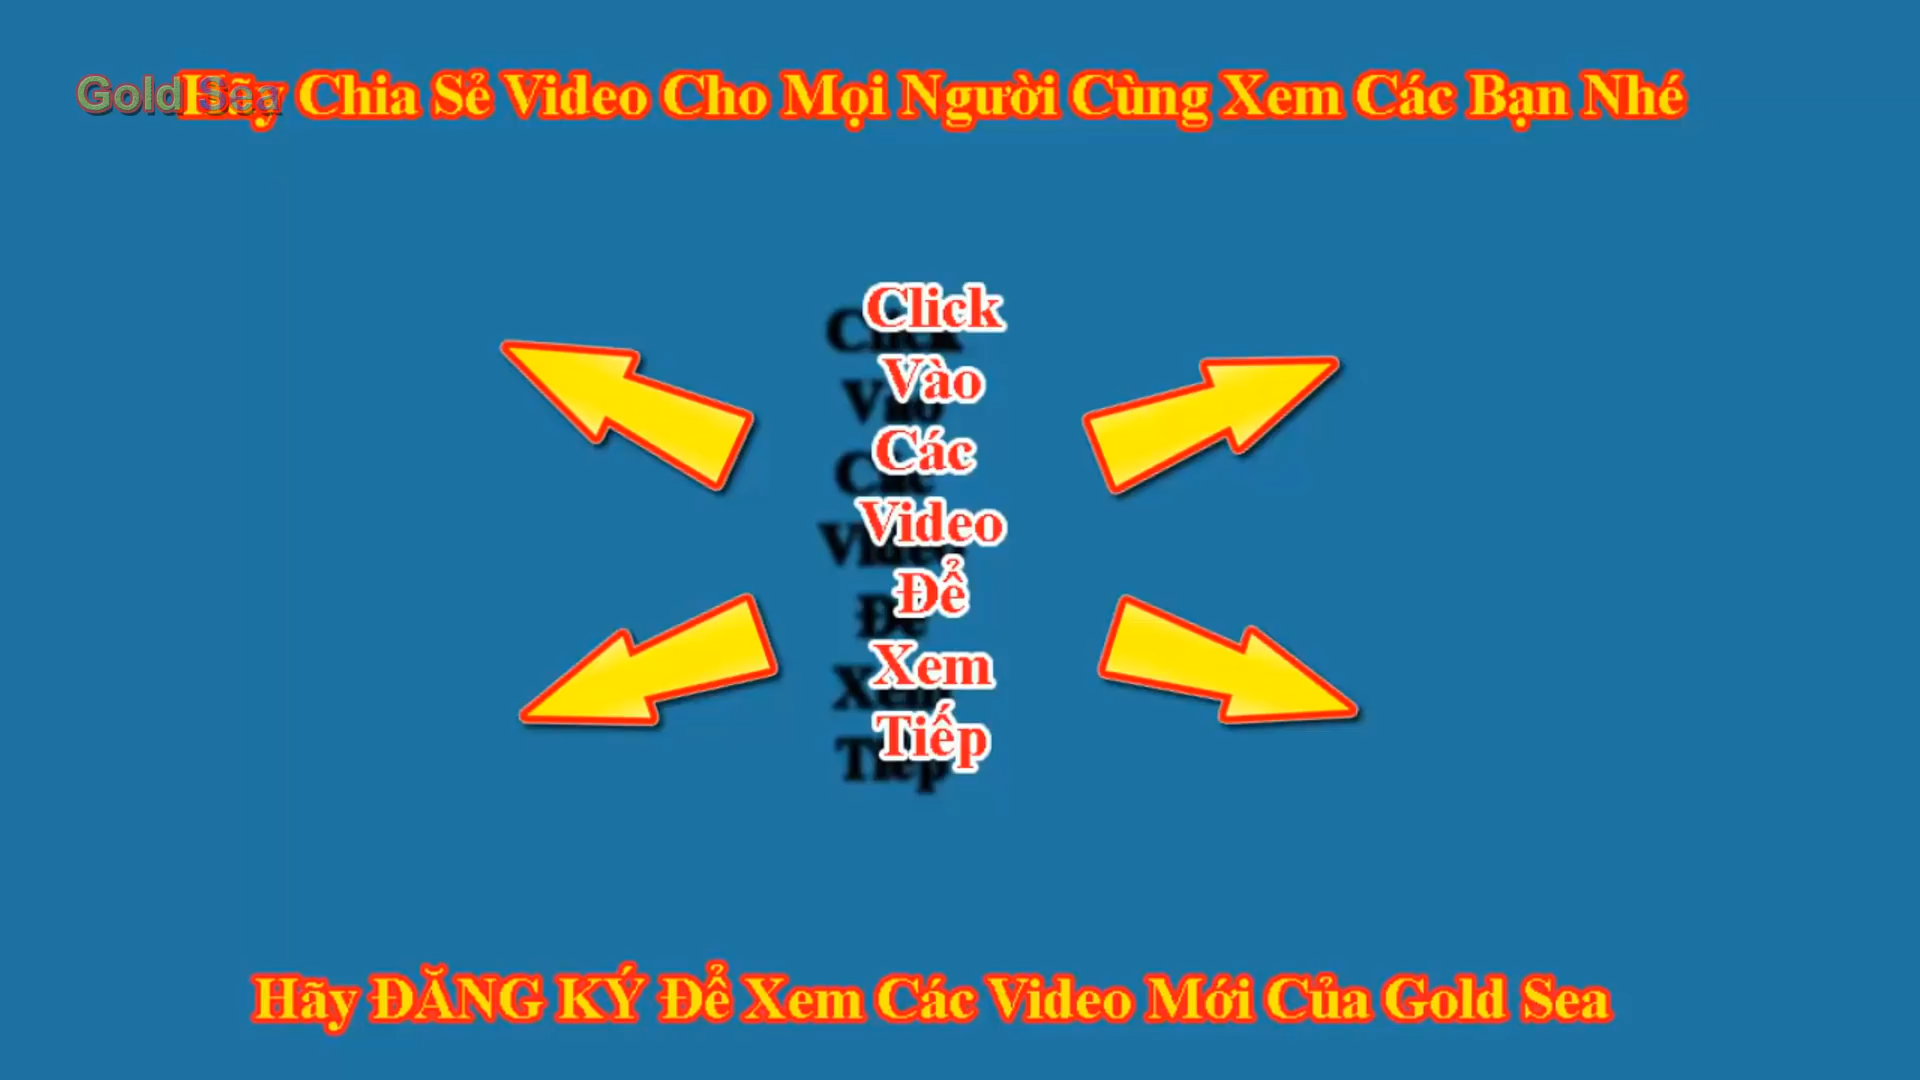 Gold Sea
Hãy Chia Sẻ Video Cho Mọi Người Cùng Xem Các Bạn Nhé
Click
Vào
Các
Video
Để
Xem
Tiếp
Hãy ĐĂNG KÝ Để Xem Các Video Mới Của Gold Sea